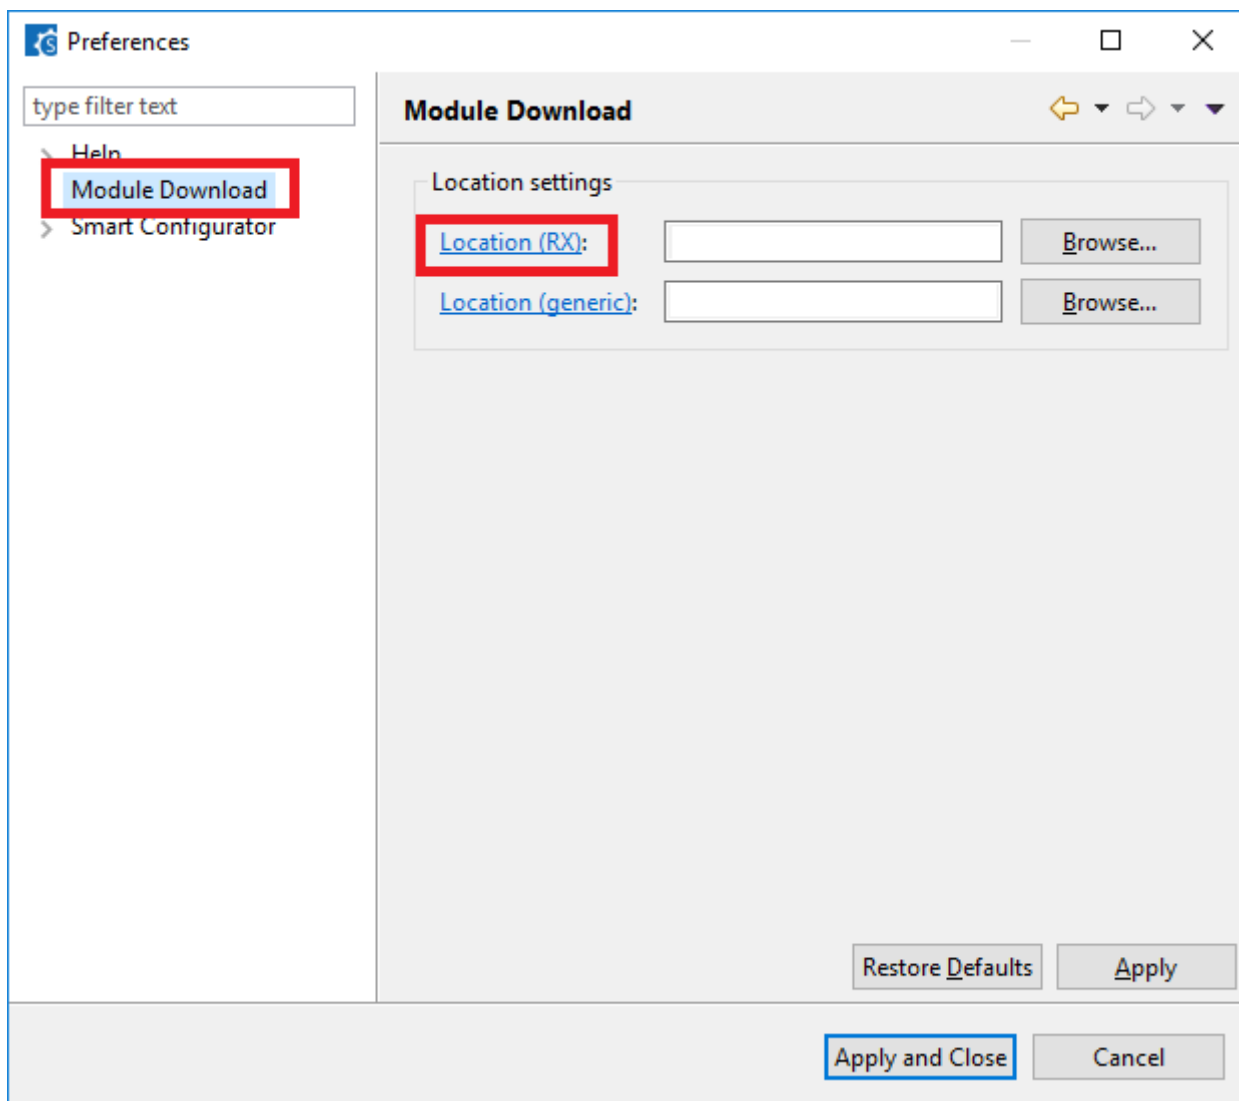 Preferences
type filter text
Module Download
Help
Module Download
Smart Configurator
Location settings
Location (RX):
Browse...
Location (generic):
Browse...
Restore Defaults
Apply
Apply and Close
Cancel